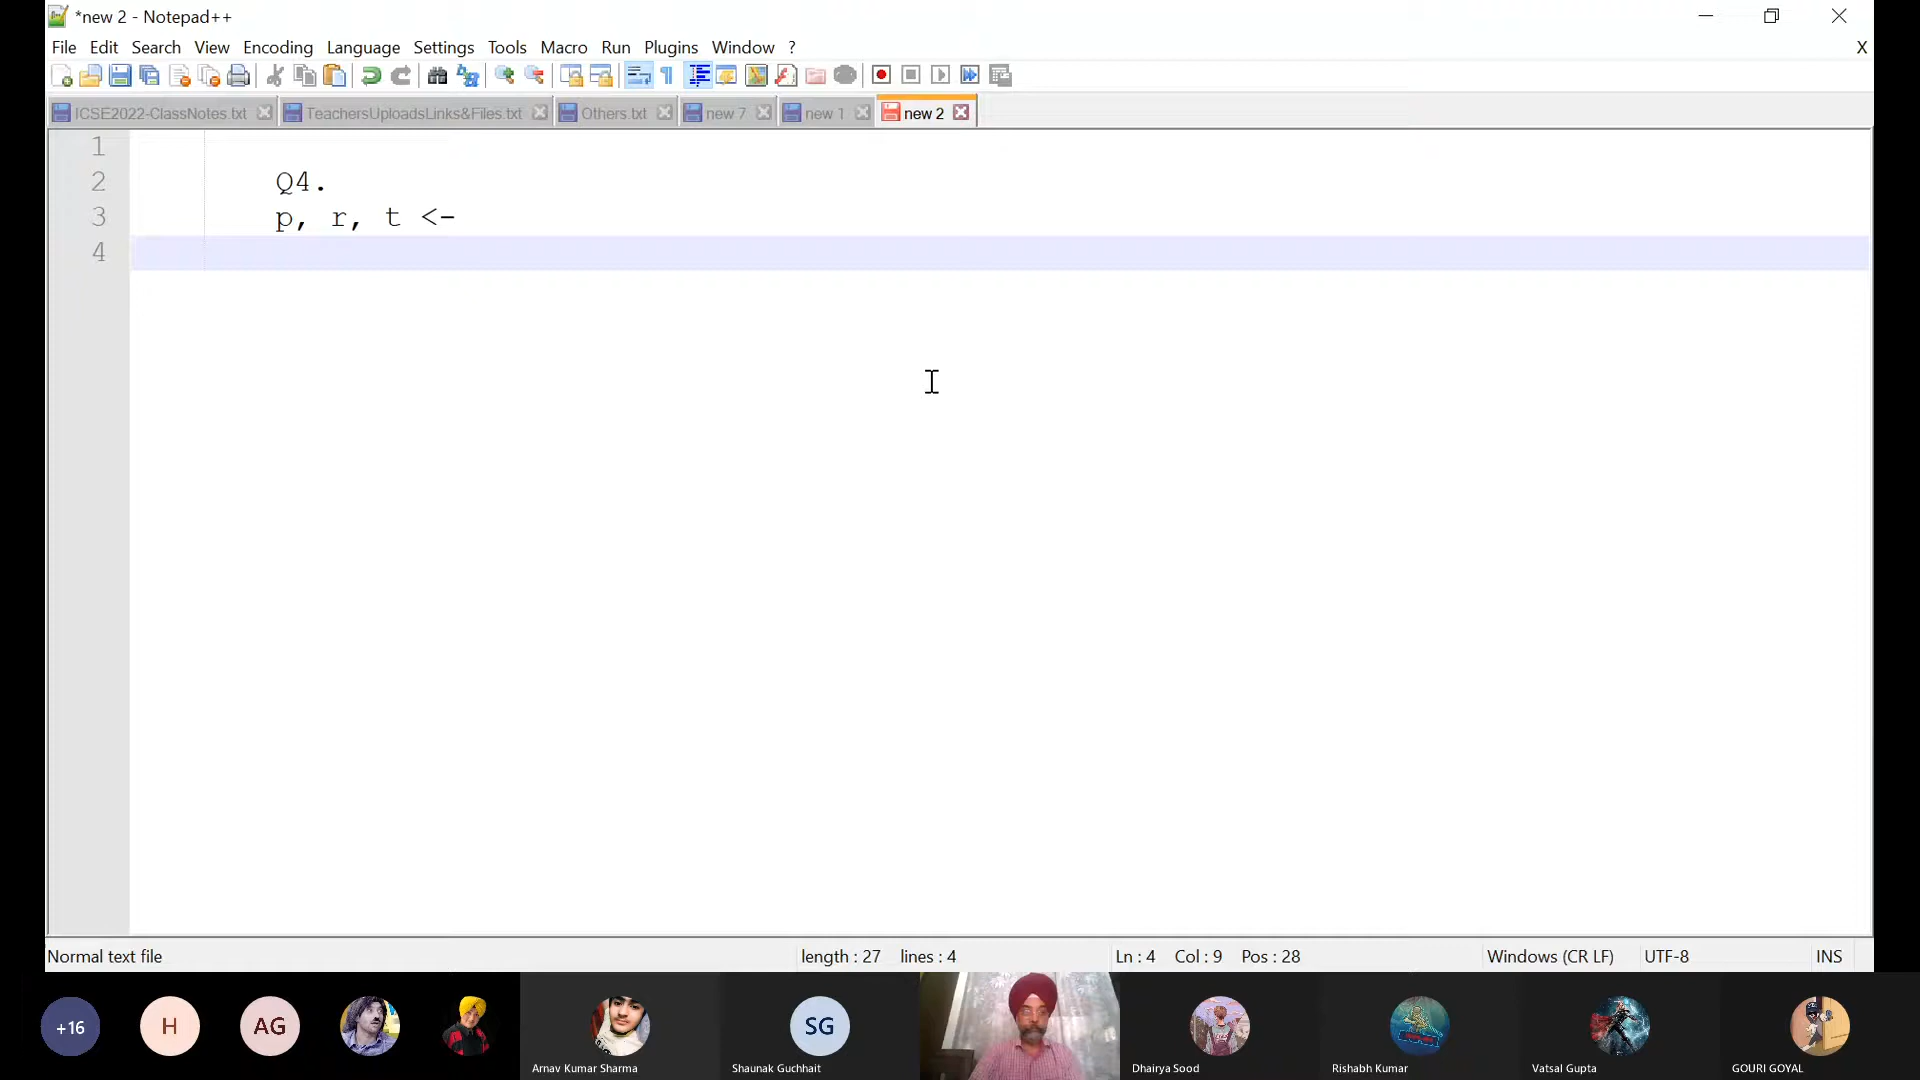 *new 2 - Notepad++
File Edit Search View Encoding Language Settings Tools Macro Run Plugins Window ? X
ICSE2022-ClassNotes.txt TeachersUploadsLinks&Files.txt Others.txt new 7 new 1 new 2
1
2 Q4.
3 p, r, t <-
4
Normal text file length : 27 lines : 4 Ln : 4 Col : 9 Pos : 28 Windows (CR LF) UTF-8 INS
+16 H AG SG
Arnav Kumar Sharma Shaunak Guchhait Dhairya Sood Rishabh Kumar Vatsal Gupta GOURI GOYAL